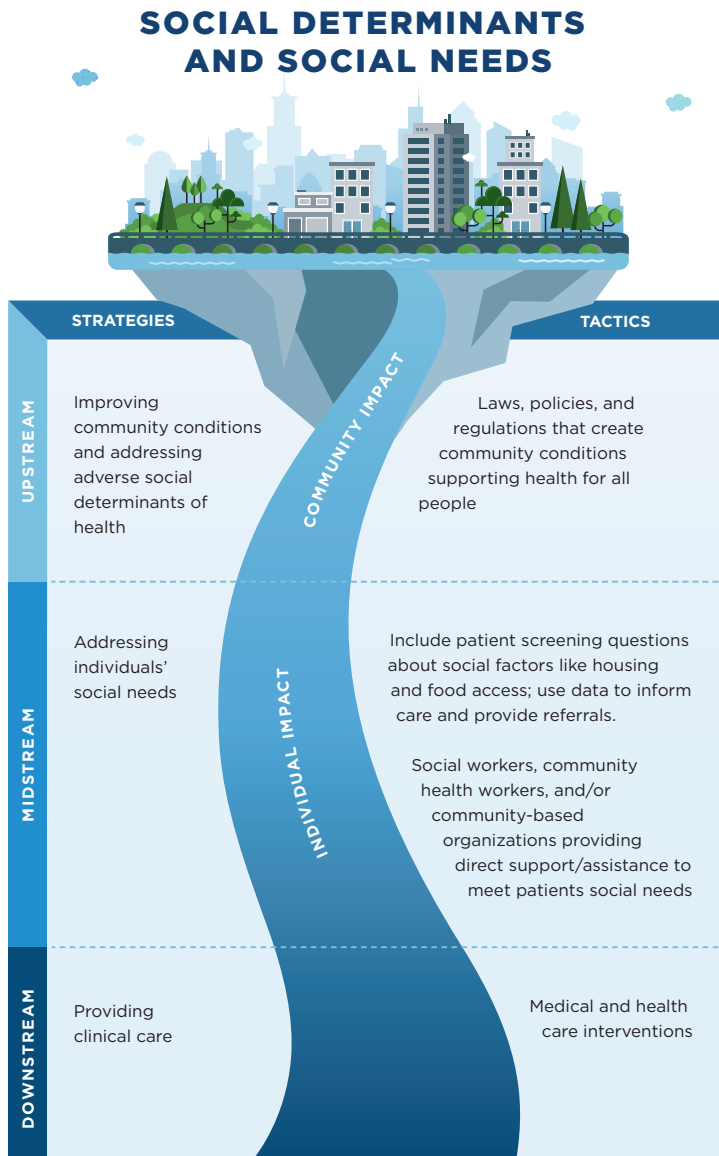 SOCIAL DETERMINANTS
AND SOCIAL NEEDS
STRATEGIES
TACTICS
UPSTREAM
Improving
community conditions
and addressing
adverse social
determinants of
health
COMMUNITY IMPACT
Laws, policies, and
regulations that create
community conditions
supporting health for all
people
MIDSTREAM
Addressing
individuals’
social needs
INDIVIDUAL IMPACT
Include patient screening questions
about social factors like housing
and food access; use data to inform
care and provide referrals.
Social workers, community
health workers, and/or
community-based
organizations providing
direct support/assistance to
meet patients social needs
DOWNSTREAM
Providing
clinical care
Medical and health
care interventions